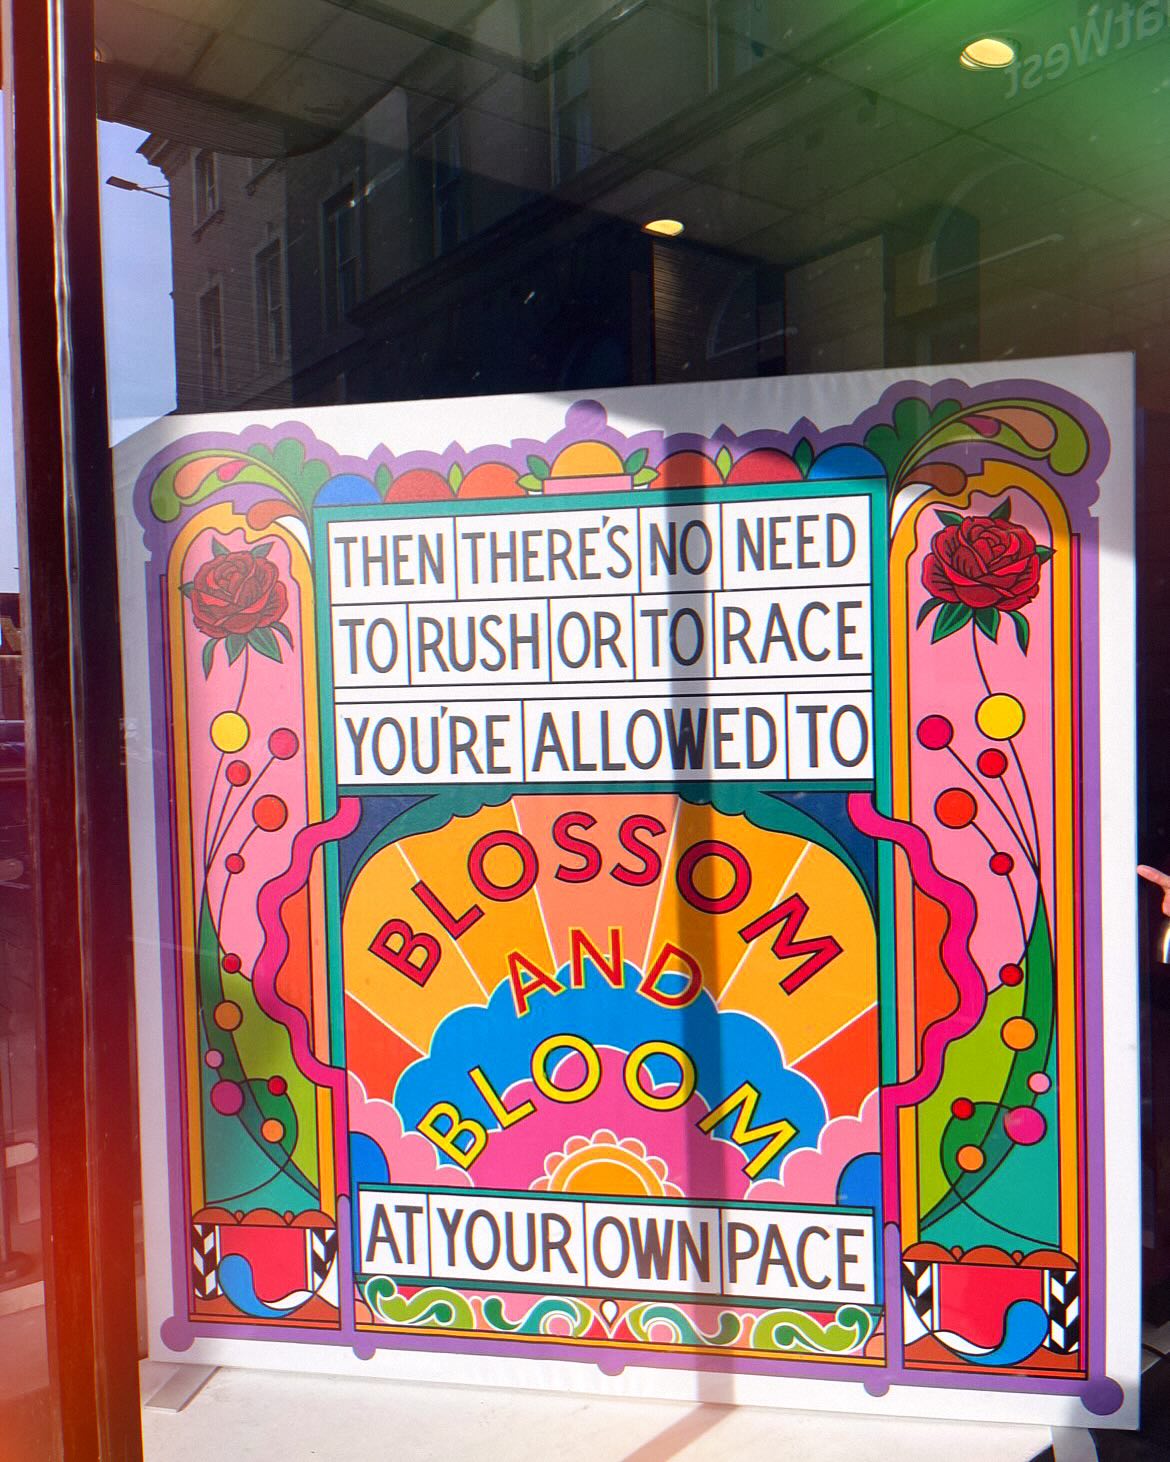 atWest
THEN THERE'S NO NEED
TO RUSH OR TO RACE
YOU'RE ALLOWED TO
BLOSSOM
AND
BLOOM
AT YOUR OWN PACE